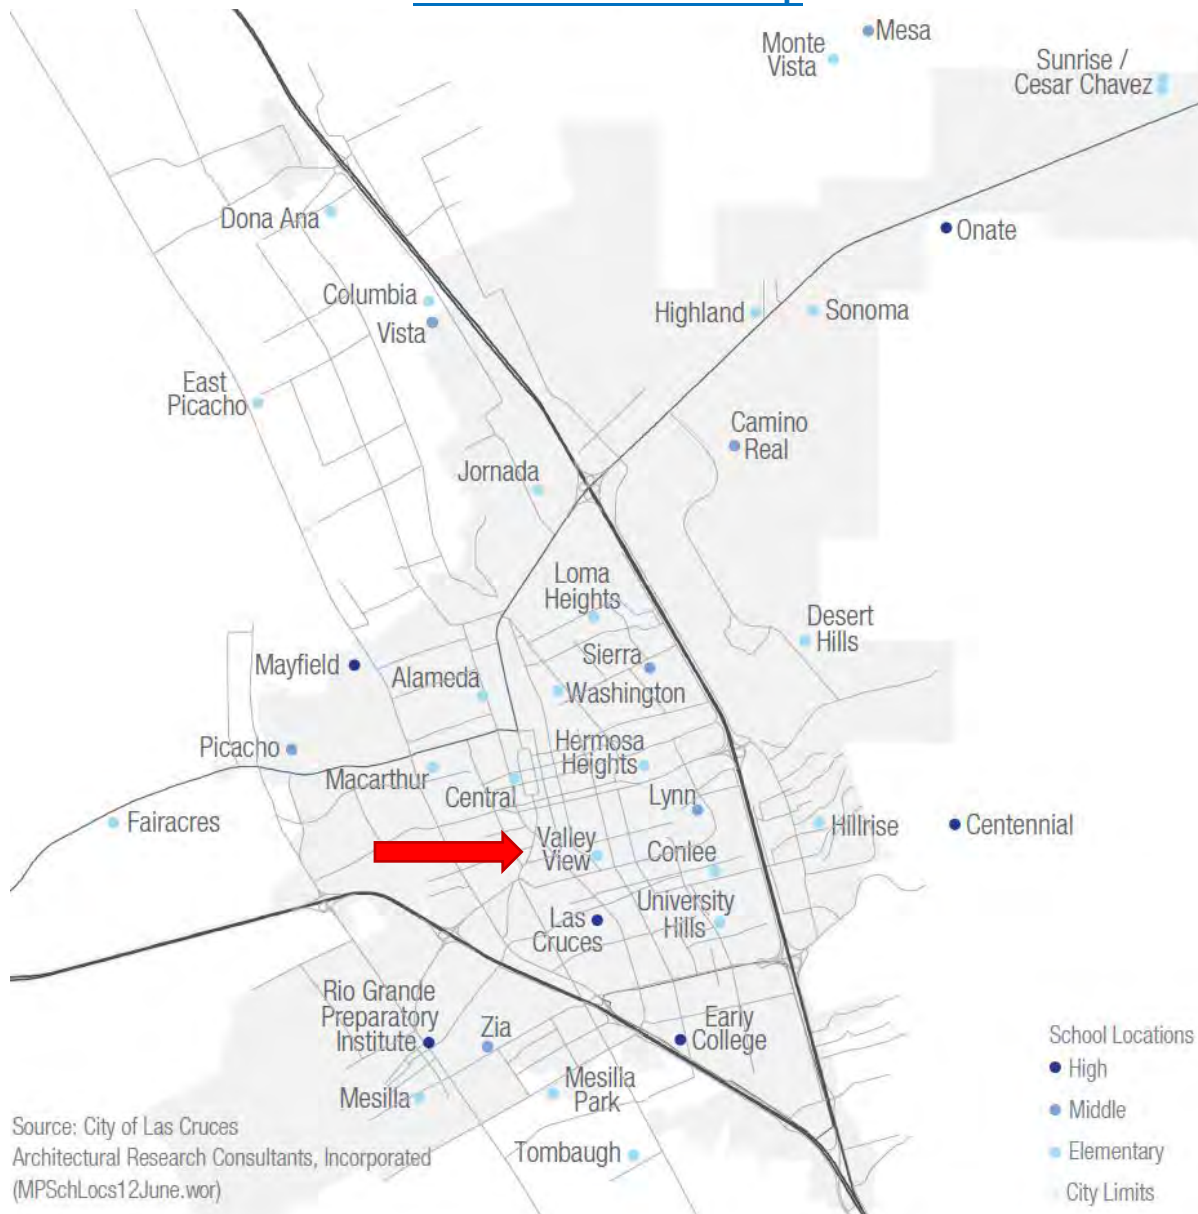 Mesa
Monte
Vista
Sunrise /
Cesar Chavez
Dona Ana
Onate
Columbia
Vista
Highland
Sonoma
East
Picacho
Camino
Real
Jornada
Loma
Heights
Desert
Hills
Mayfield
Sierra
Alameda
Washington
Picacho
Hermosa
Heights
Macarthur
Central
Lynn
Fairacres
Hillrise
Centennial
Valley
View
Conlee
Las
Cruces
University
Hills
Rio Grande
Preparatory
Institute
Zia
Early
College
Mesilla
Mesilla
Park
Tombaugh
School Locations
High
Middle
Elementary
City Limits
Source: City of Las Cruces
Architectural Research Consultants, Incorporated
(MPSchLocs12June.wor)